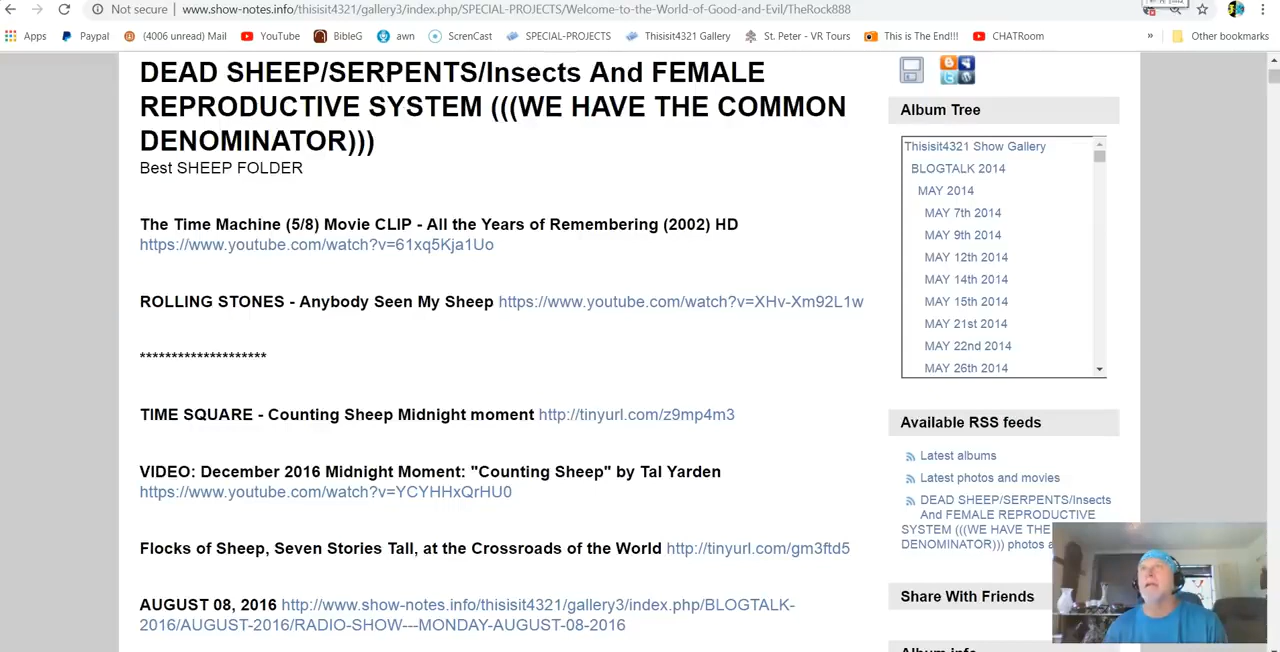 Not secure
www.show-notes.info/thisisit4321/gallery3/index.php/SPECIAL-PROJECTS/Welcome-to-the-World-of-Good-and-Evil/TheRock888
Apps Paypal (4006 unread) Mail YouTube BibleG awn ScrenCast SPECIAL-PROJECTS Thisisit4321 Gallery St. Peter - VR Tours This is The End!!! CHATRoom » Other bookmarks
DEAD SHEEP/SERPENTS/Insects And FEMALE
REPRODUCTIVE SYSTEM (((WE HAVE THE COMMON
DENOMINATOR)))
Best SHEEP FOLDER
The Time Machine (5/8) Movie CLIP - All the Years of Remembering (2002) HD
https://www.youtube.com/watch?v=61xq5Kja1Uo
ROLLING STONES - Anybody Seen My Sheep https://www.youtube.com/watch?v=XHv-Xm92L1w
********************
TIME SQUARE - Counting Sheep Midnight moment http://tinyurl.com/z9mp4m3
VIDEO: December 2016 Midnight Moment: "Counting Sheep" by Tal Yarden
https://www.youtube.com/watch?v=YCYHHxQrHU0
Flocks of Sheep, Seven Stories Tall, at the Crossroads of the World http://tinyurl.com/gm3ftd5
AUGUST 08, 2016 http://www.show-notes.info/thisisit4321/gallery3/index.php/BLOGTALK-
2016/AUGUST-2016/RADIO-SHOW---MONDAY-AUGUST-08-2016
Album Tree
Thisisit4321 Show Gallery
BLOGTALK 2014
MAY 2014
MAY 7th 2014
MAY 9th 2014
MAY 12th 2014
MAY 14th 2014
MAY 15th 2014
MAY 21st 2014
MAY 22nd 2014
MAY 26th 2014
Available RSS feeds
Latest albums
Latest photos and movies
DEAD SHEEP/SERPENTS/Insects
And FEMALE REPRODUCTIVE
SYSTEM (((WE HAVE THE
DENOMINATOR))) photos a
Share With Friends
Album info